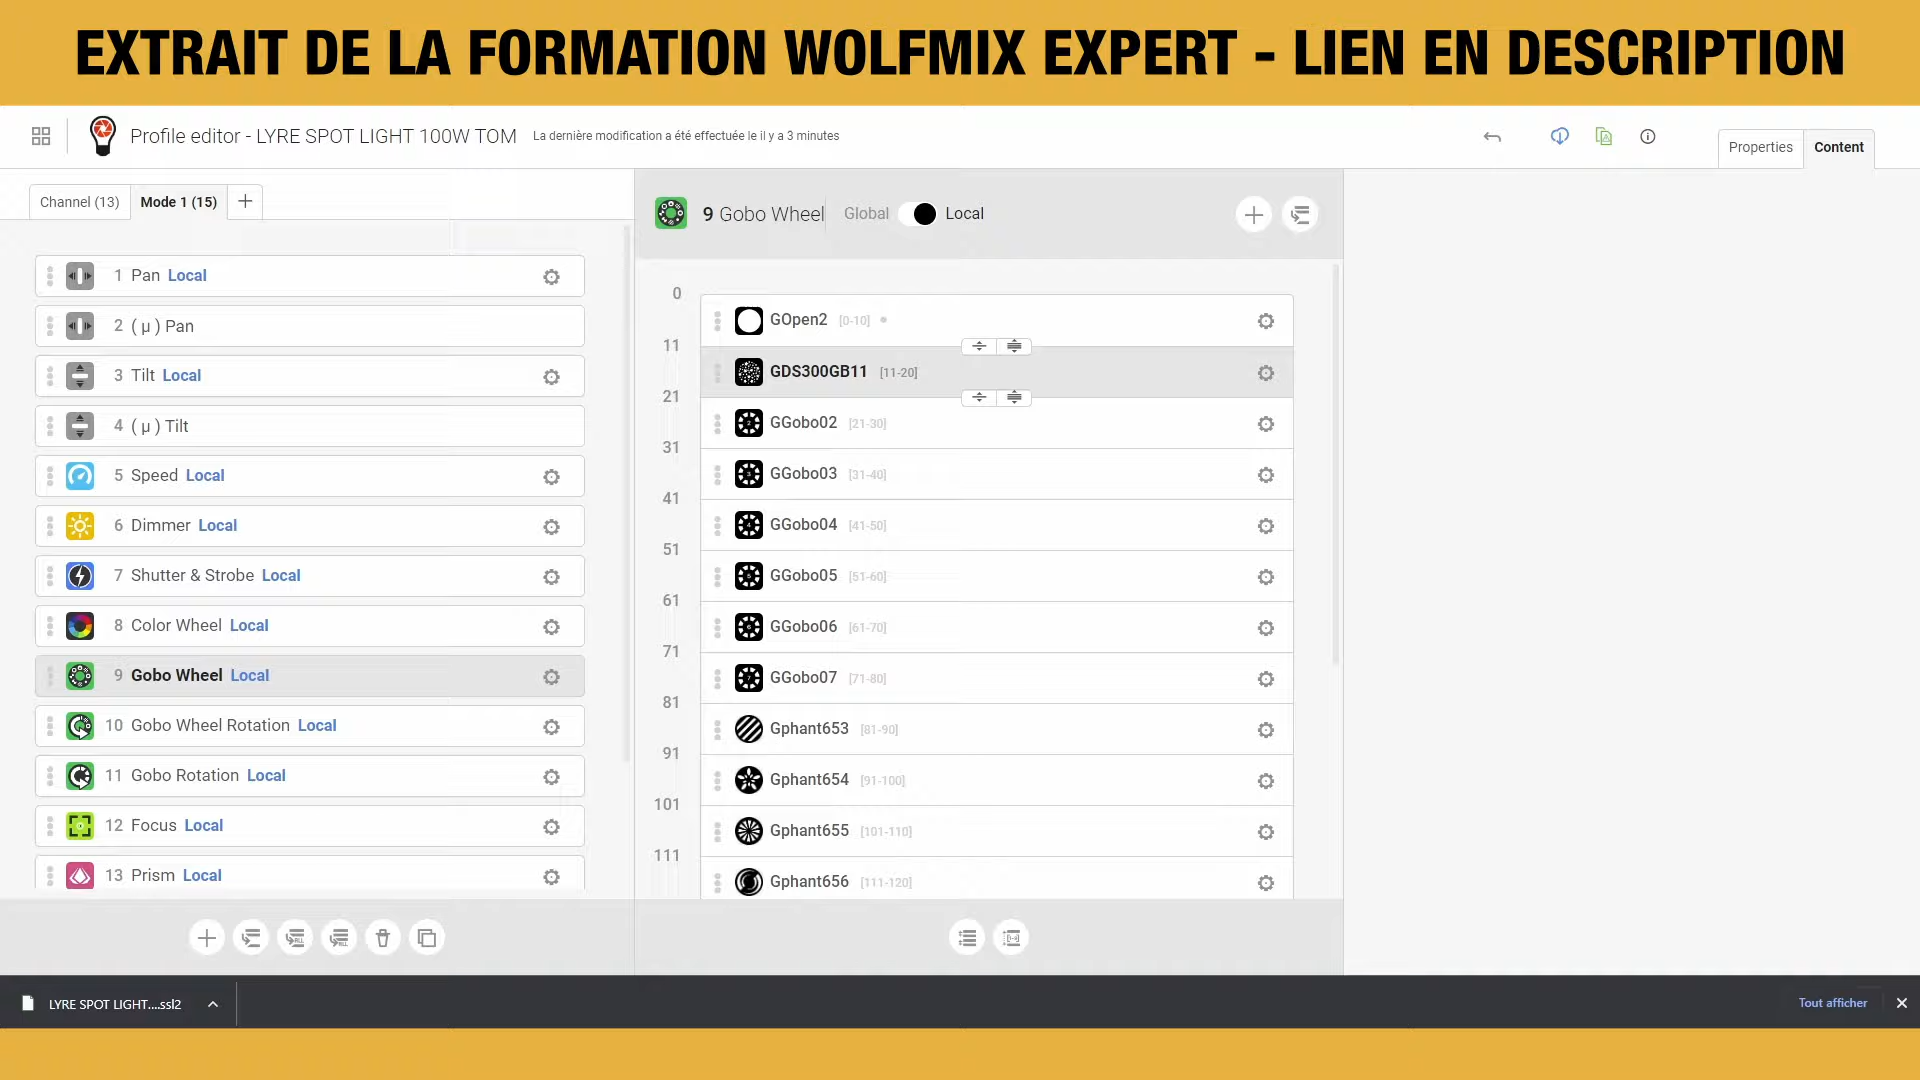 EXTRAIT DE LA FORMATION WOLFMIX EXPERT - LIEN EN DESCRIPTION
Profile editor - LYRE SPOT LIGHT 100W TOM
La dernière modification a été effectuée le il y a 3 minutes
Properties
Content
Channel (13)
Mode 1 (15)
1 Pan Local
2 ( µ ) Pan
3 Tilt Local
4 ( µ ) Tilt
5 Speed Local
6 Dimmer Local
7 Shutter & Strobe Local
8 Color Wheel Local
9 Gobo Wheel Local
10 Gobo Wheel Rotation Local
11 Gobo Rotation Local
12 Focus Local
13 Prism Local
9 Gobo Wheel
Global
Local
0
GOpen2 [0-10]
11
GDS300GB11 [11-20]
21
GGobo02 [21-30]
31
GGobo03 [31-40]
41
GGobo04 [41-50]
51
GGobo05 [51-60]
61
GGobo06 [61-70]
71
GGobo07 [71-80]
81
Gphant653 [81-90]
91
Gphant654 [91-100]
101
Gphant655 [101-110]
111
Gphant656 [111-120]
LYRE SPOT LIGHT....ssl2
Tout afficher